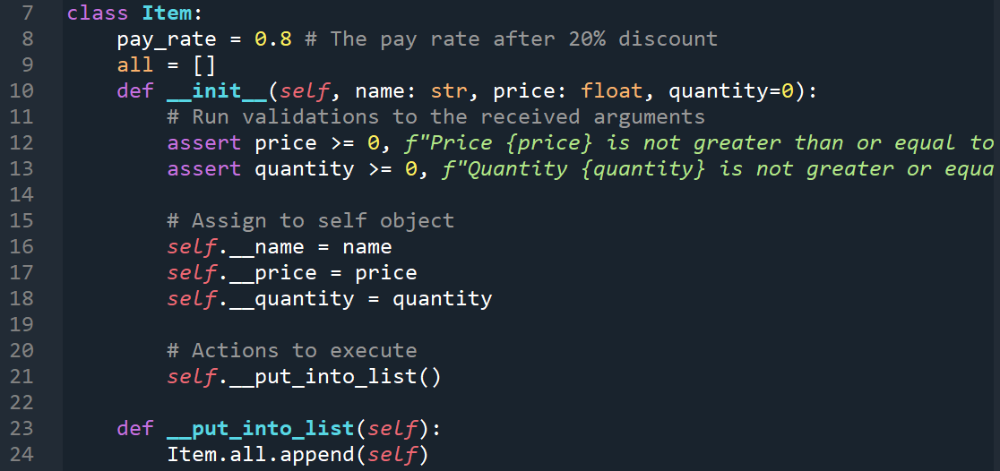 7 class Item:
8     pay_rate = 0.8 # The pay rate after 20% discount
9     all = []
10     def __init__(self, name: str, price: float, quantity=0):
11         # Run validations to the received arguments
12         assert price >= 0, f"Price {price} is not greater than or equal to
13         assert quantity >= 0, f"Quantity {quantity} is not greater or equa
14
15         # Assign to self object
16         self.__name = name
17         self.__price = price
18         self.__quantity = quantity
19
20         # Actions to execute
21         self.__put_into_list()
22
23     def __put_into_list(self):
24         Item.all.append(self)